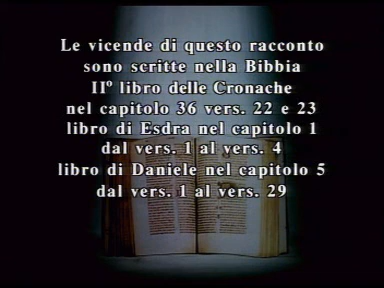 Le vicende di questo racconto
sono scritte nella Bibbia
IIº libro delle Cronache
nel capitolo 36 vers. 22 e 23
libro di Esdra nel capitolo 1
dal vers. 1 al vers. 4
libro di Daniele nel capitolo 5
dal vers. 1 al vers. 29